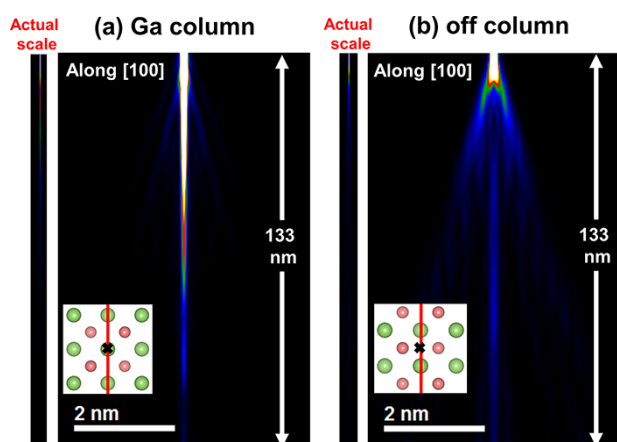 Actual
scale
(a) Ga column
Along [100]
133
nm
2 nm
Actual
scale
(b) off column
Along [100]
133
nm
2 nm